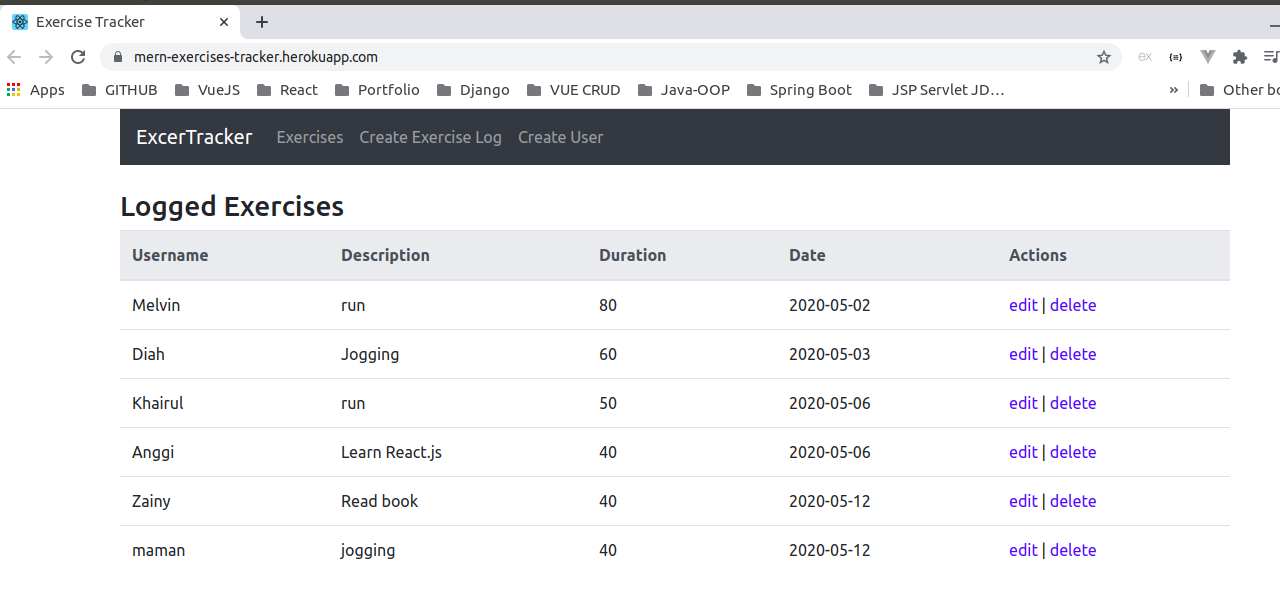 Exercise Tracker
mern-exercises-tracker.herokuapp.com
Apps GITHUB VueJS React Portfolio Django VUE CRUD Java-OOP Spring Boot JSP Servlet JD… » Other bo
ExcerTracker Exercises Create Exercise Log Create User
Logged Exercises
Username Description Duration Date Actions
Melvin run 80 2020-05-02 edit | delete
Diah Jogging 60 2020-05-03 edit | delete
Khairul run 50 2020-05-06 edit | delete
Anggi Learn React.js 40 2020-05-06 edit | delete
Zainy Read book 40 2020-05-12 edit | delete
maman jogging 40 2020-05-12 edit | delete